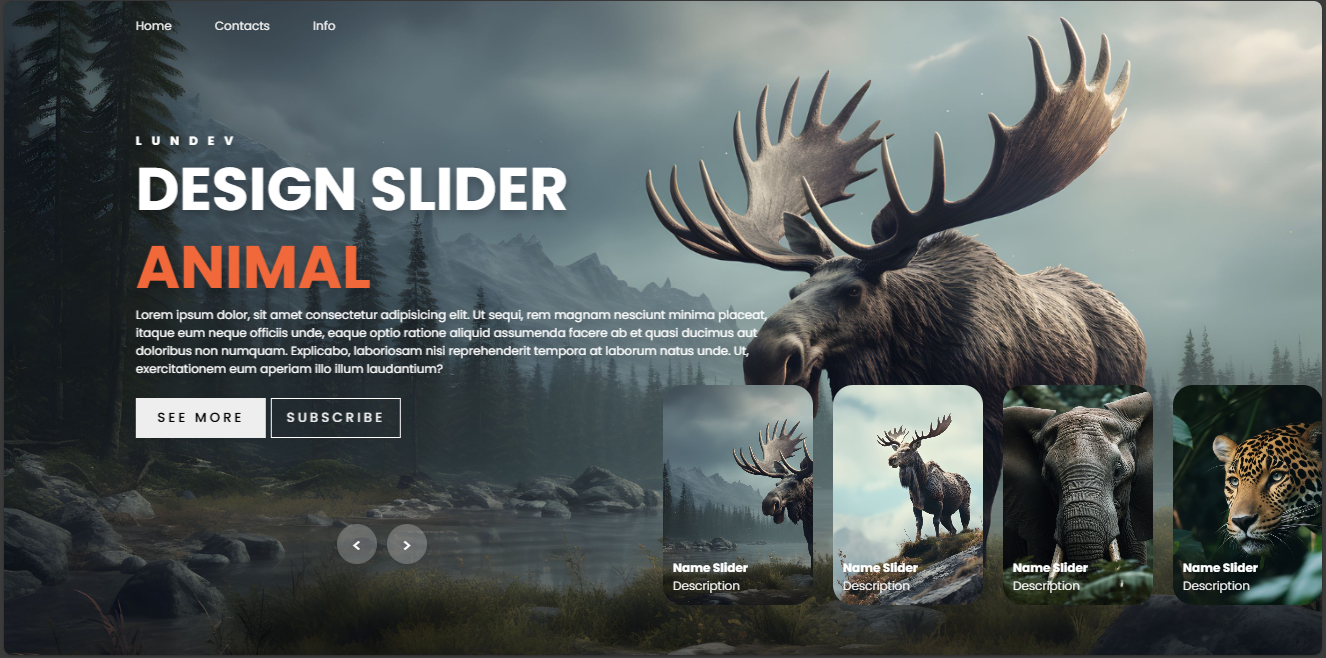 Home Contacts Info
LUNDEV
DESIGN SLIDER
ANIMAL
Lorem ipsum dolor, sit amet consectetur adipisicing elit. Ut sequi, rem magnam nesciunt minima placeat,
itaque eum neque officiis unde, eaque optio ratione aliquid assumenda facere ab et quasi ducimus aut
doloribus non numquam. Explicabo, laboriosam nisi reprehenderit tempora at laborum natus unde. Ut,
exercitationem eum aperiam illo illum laudantium?
SEE MORE SUBSCRIBE
< >
Name Slider Name Slider Name Slider Name Slider
Description Description Description Description